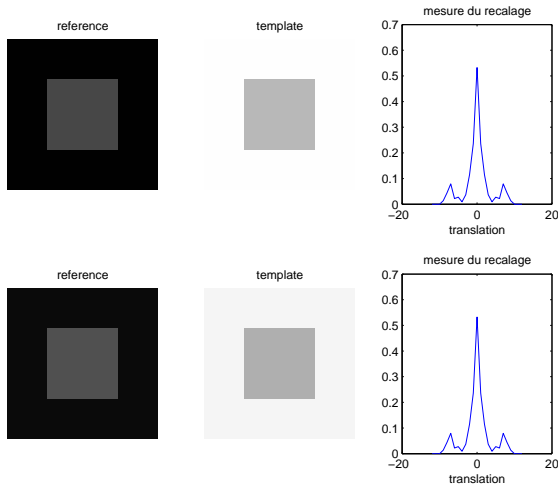 reference
template
mesure du recalage
0.7
0.6
0.5
0.4
0.3
0.2
0.1
0
−20
0
20
translation
reference
template
mesure du recalage
0.7
0.6
0.5
0.4
0.3
0.2
0.1
0
−20
0
20
translation